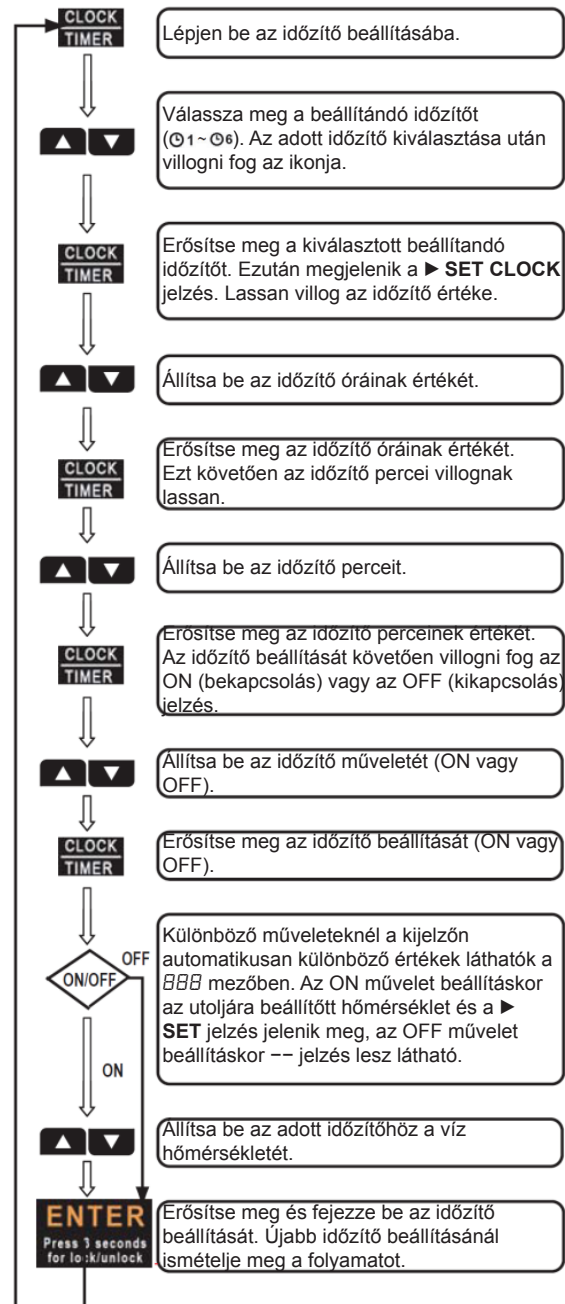 CLOCK
TIMER
Lépjen be az időzítő beállításába.
Válassza meg a beállítándó időzítőt
(1~6). Az adott időzítő kiválasztása után
villogni fog az ikonja.
CLOCK
TIMER
Erősítse meg a kiválasztott beállítandó
időzítőt. Ezután megjelenik a ► SET CLOCK
jelzés. Lassan villog az időzítő értéke.
Állítsa be az időzítő óráinak értékét.
CLOCK
TIMER
Erősítse meg az időzítő óráinak értékét.
Ezt követően az időzítő percei villognak
lassan.
Állítsa be az időzítő perceit.
CLOCK
TIMER
Erősítse meg az időzítő perceinek értékét.
Az időzítő beállítását követően villogni fog az
ON (bekapcsolás) vagy az OFF (kikapcsolás)
jelzés.
Állítsa be az időzítő műveletét (ON vagy
OFF).
CLOCK
TIMER
Erősítse meg az időzítő beállítását (ON vagy
OFF).
ON/OFF
OFF
ON
Különböző műveleteknél a kijelzőn
automatikusan különböző értékek láthatók a
888 mezőben. Az ON művelet beállításkor
az utoljára beállítőtt hőmérséklet és a ►
SET jelzés jelenik meg, az OFF művelet
beállításkor −− jelzés lesz látható.
Állítsa be az adott időzítőhöz a víz
hőmérsékletét.
ENTER
Press 3 seconds
for lock/unlock
Erősítse meg és fejezze be az időzítő
beállítását. Újabb időzítő beállításánál
ismételje meg a folyamatot.